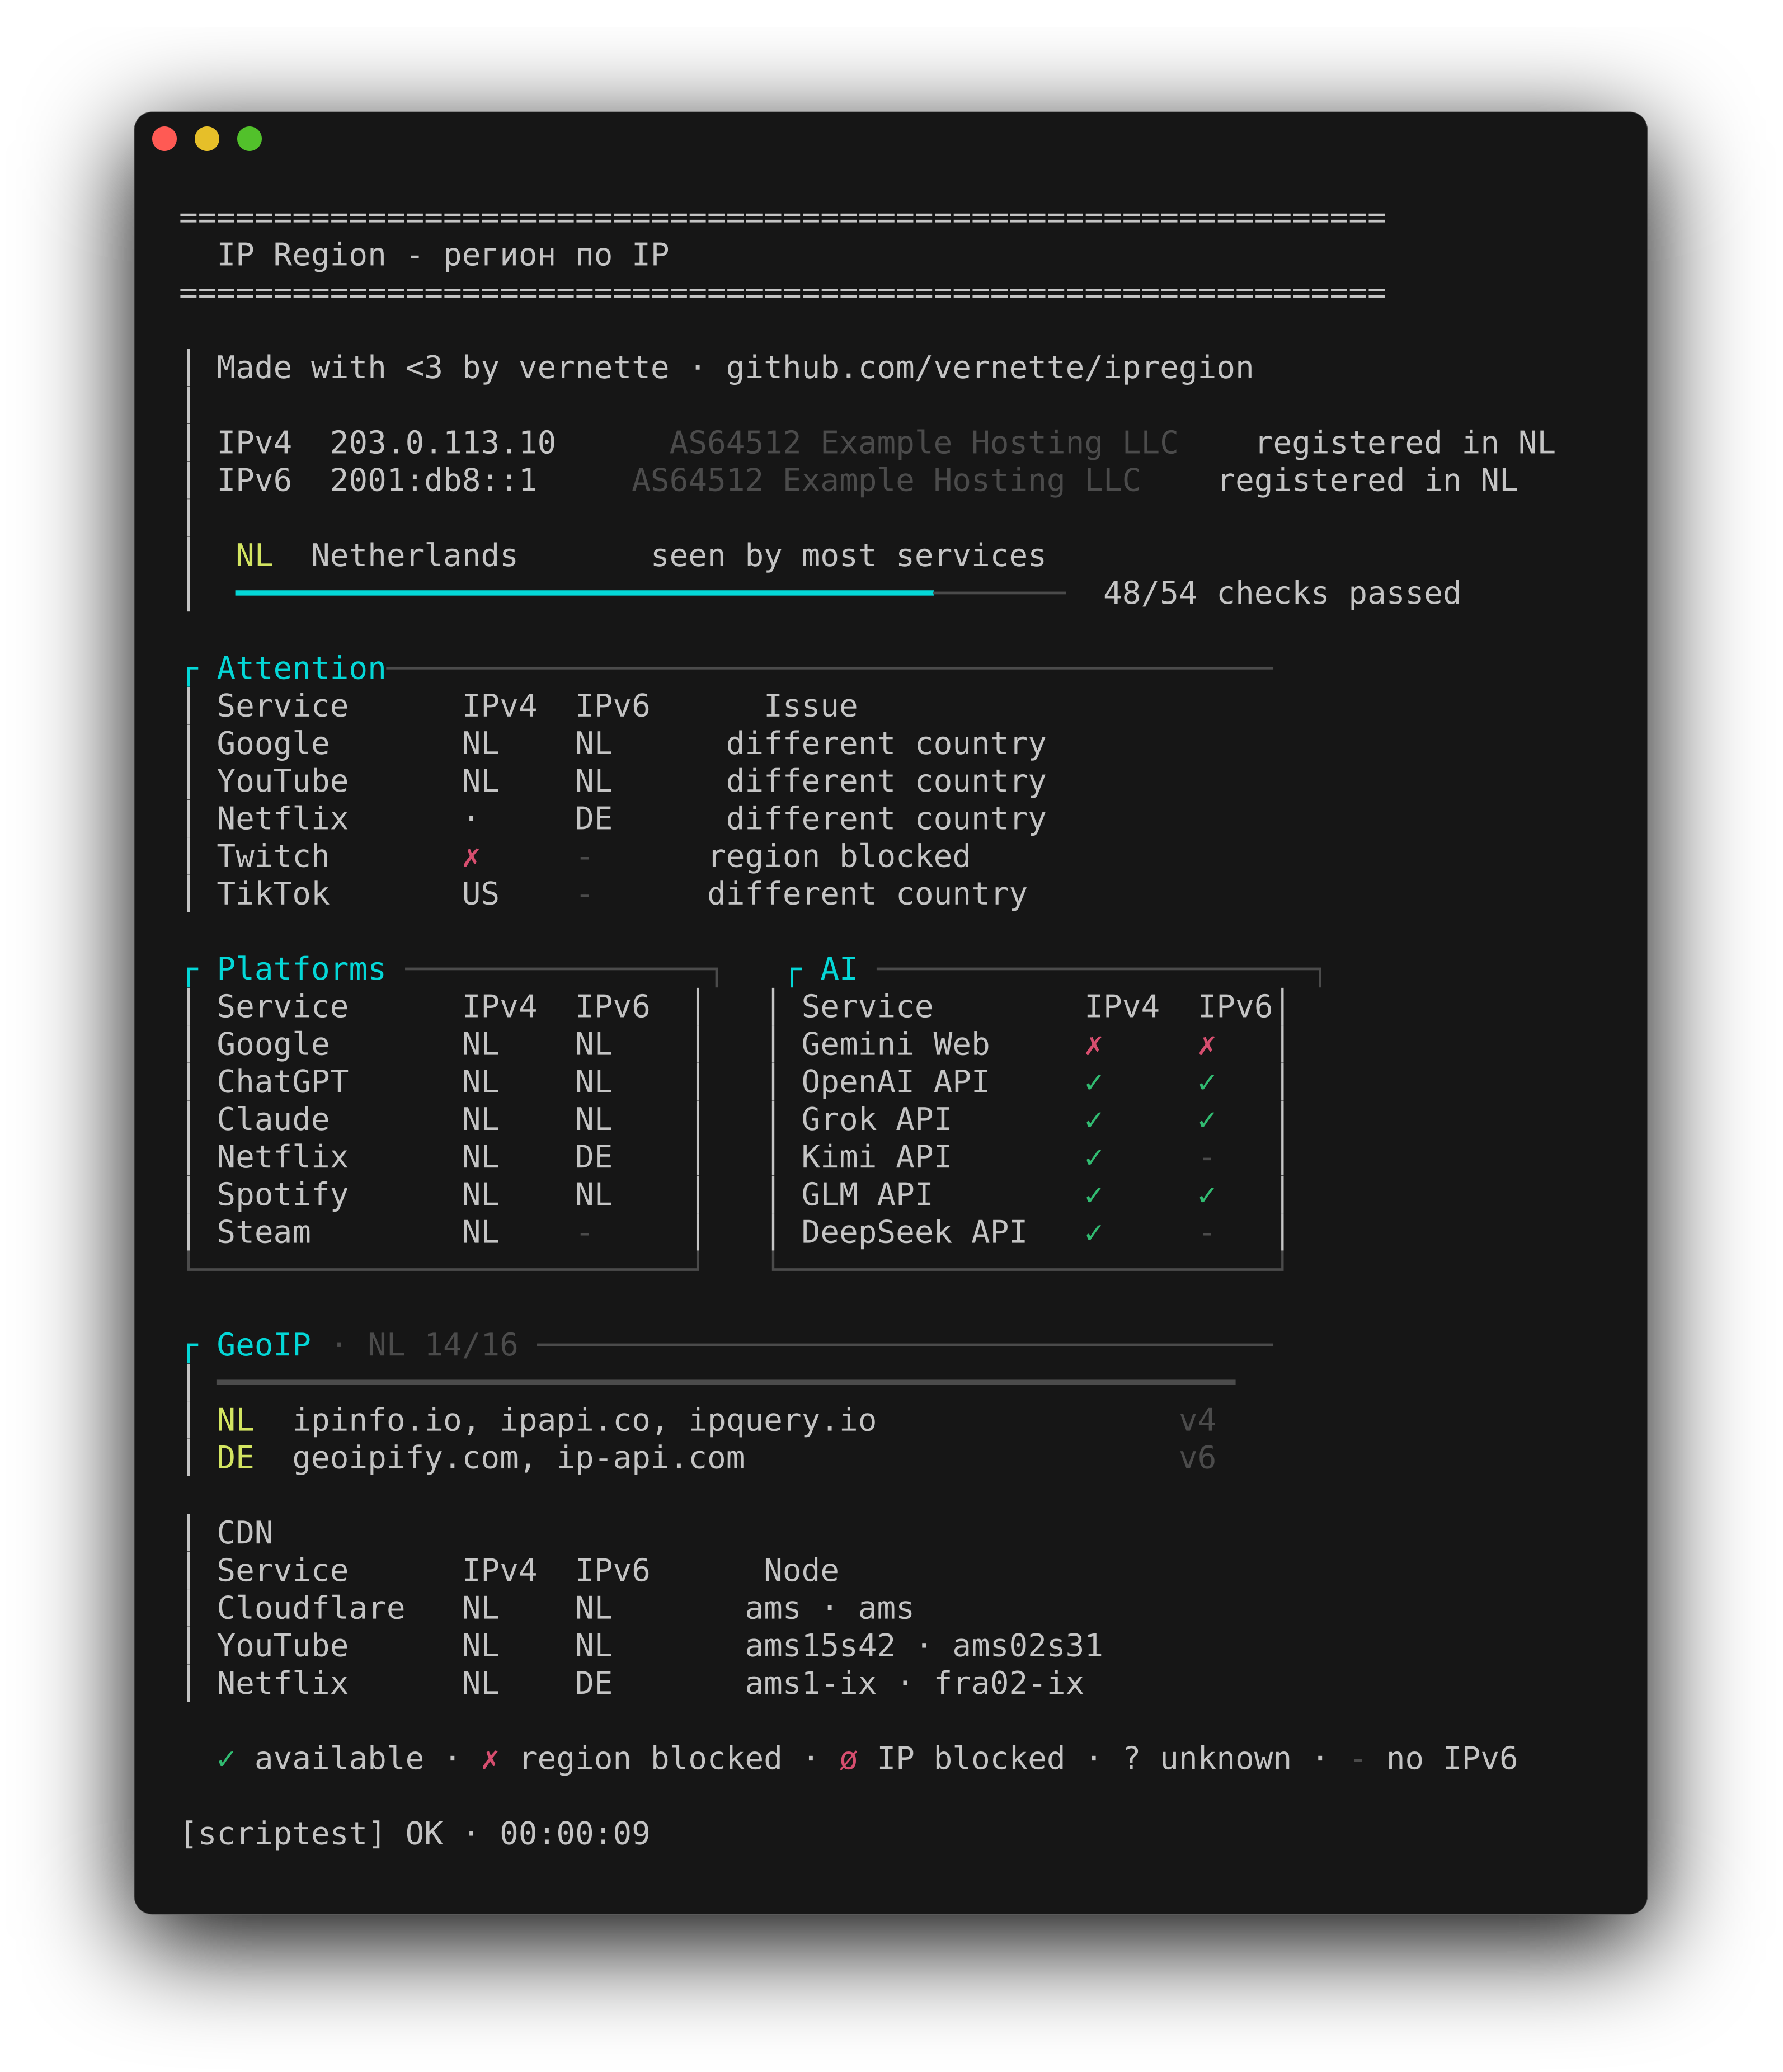 ================================================================
IP Region - регион по IP
================================================================
Made with <3 by vernette · github.com/vernette/ipregion
IPv4 203.0.113.10 AS64512 Example Hosting LLC registered in NL
IPv6 2001:db8::1 AS64512 Example Hosting LLC registered in NL
NL Netherlands seen by most services
48/54 checks passed
Attention
Service IPv4 IPv6 Issue
Google NL NL different country
YouTube NL NL different country
Netflix · DE different country
Twitch ✗ - region blocked
TikTok US - different country
Platforms
Service IPv4 IPv6
Google NL NL
ChatGPT NL NL
Claude NL NL
Netflix NL DE
Spotify NL NL
Steam NL -
AI
Service IPv4 IPv6
Gemini Web ✗ ✗
OpenAI API ✓ ✓
Grok API ✓ ✓
Kimi API ✓ -
GLM API ✓ ✓
DeepSeek API ✓ -
GeoIP · NL 14/16
NL ipinfo.io, ipapi.co, ipquery.io v4
DE geoipify.com, ip-api.com v6
CDN
Service IPv4 IPv6 Node
Cloudflare NL NL ams · ams
YouTube NL NL ams15s42 · ams02s31
Netflix NL DE ams1-ix · fra02-ix
✓ available · ✗ region blocked · ø IP blocked · ? unknown · - no IPv6
[scriptest] OK · 00:00:09